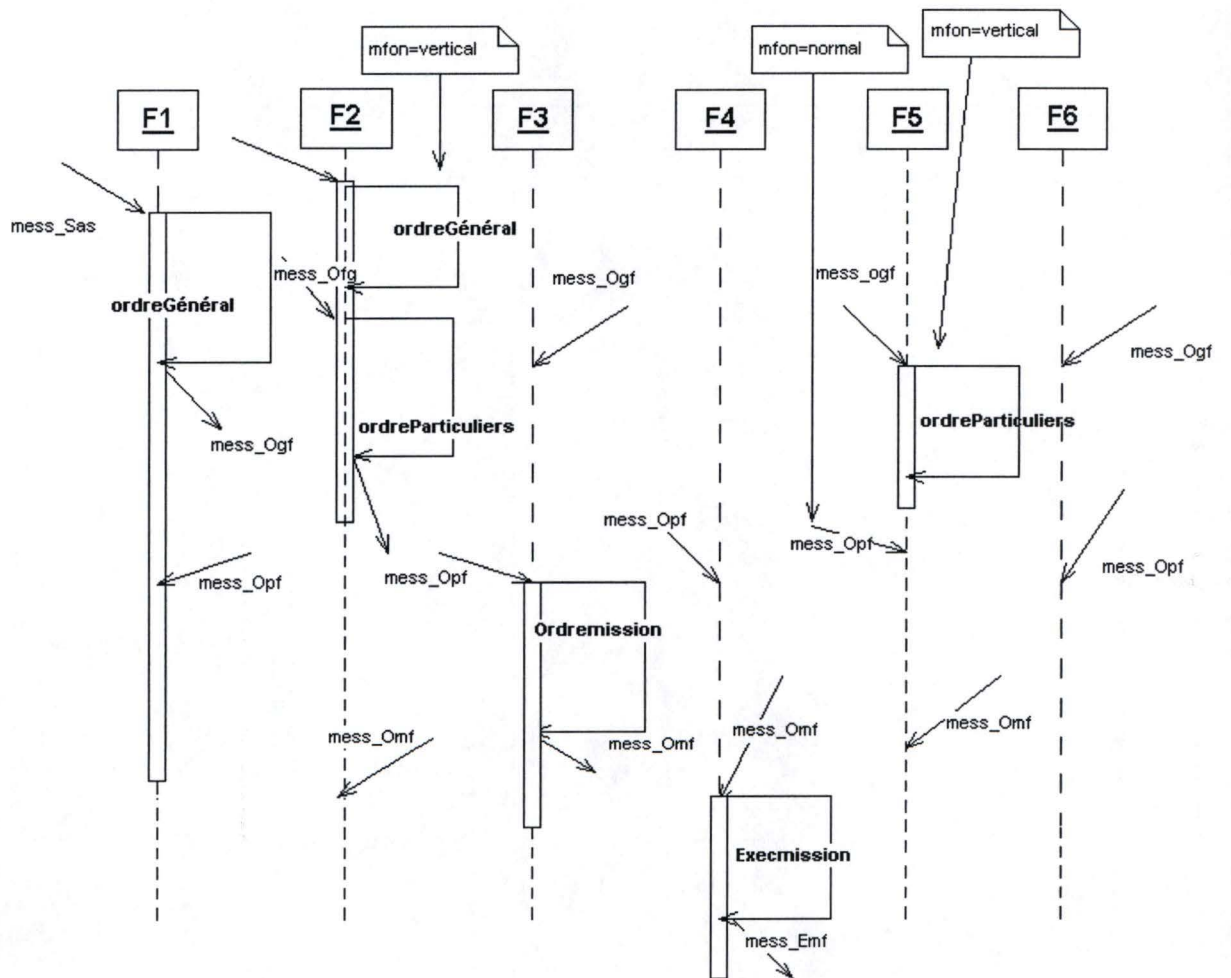 mfon=vertical
mfon=normal
mfon=vertical
F1
F2
F3
F4
F5
F6
mess_Sas
ordreGénéral
mess_Ofg
mess_Ogf
mess_ogf
ordreGénéral
mess_Ogf
ordreParticuliers
ordreParticuliers
mess_Ogf
mess_Opf
mess_Opf
mess_Opf
mess_Opf
mess_Opf
Ordremission
mess_Omf
mess_Omf
mess_Omf
mess_Omf
Execmission
mess_Emf